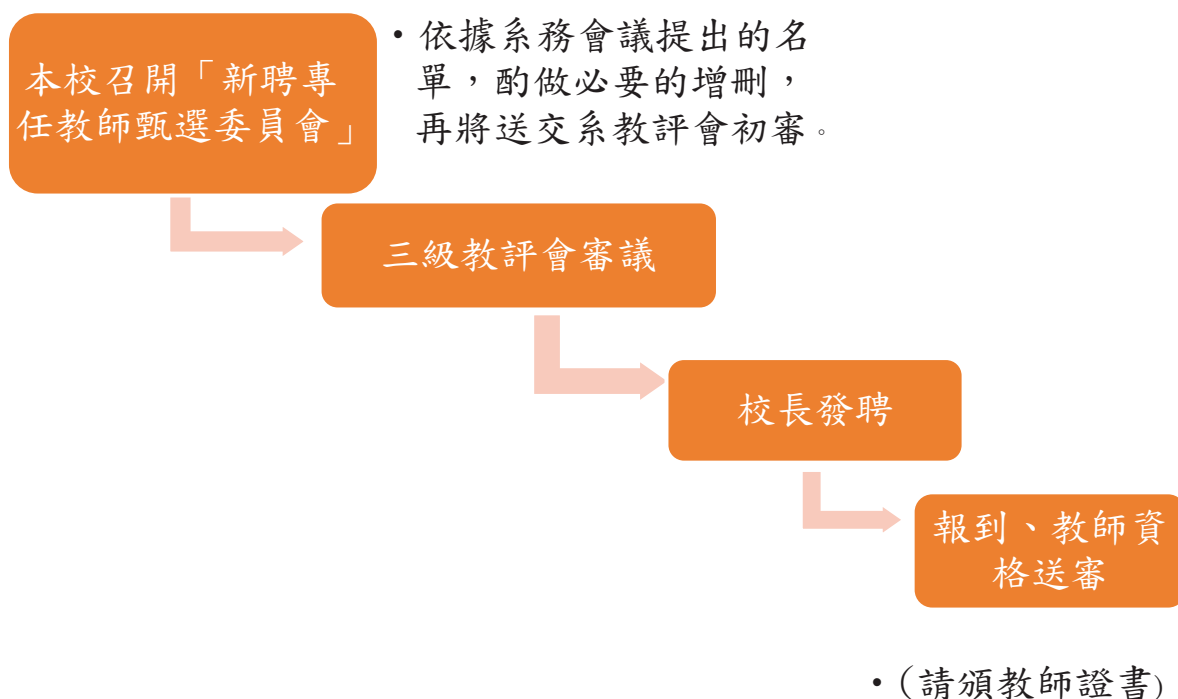 本校召開「新聘專
任教師甄選委員會」
•依據系務會議提出的名
單，酌做必要的增刪，
再將送交系教評會初審。
三級教評會審議
校長發聘
報到、教師資
格送審
•(請頒教師證書)